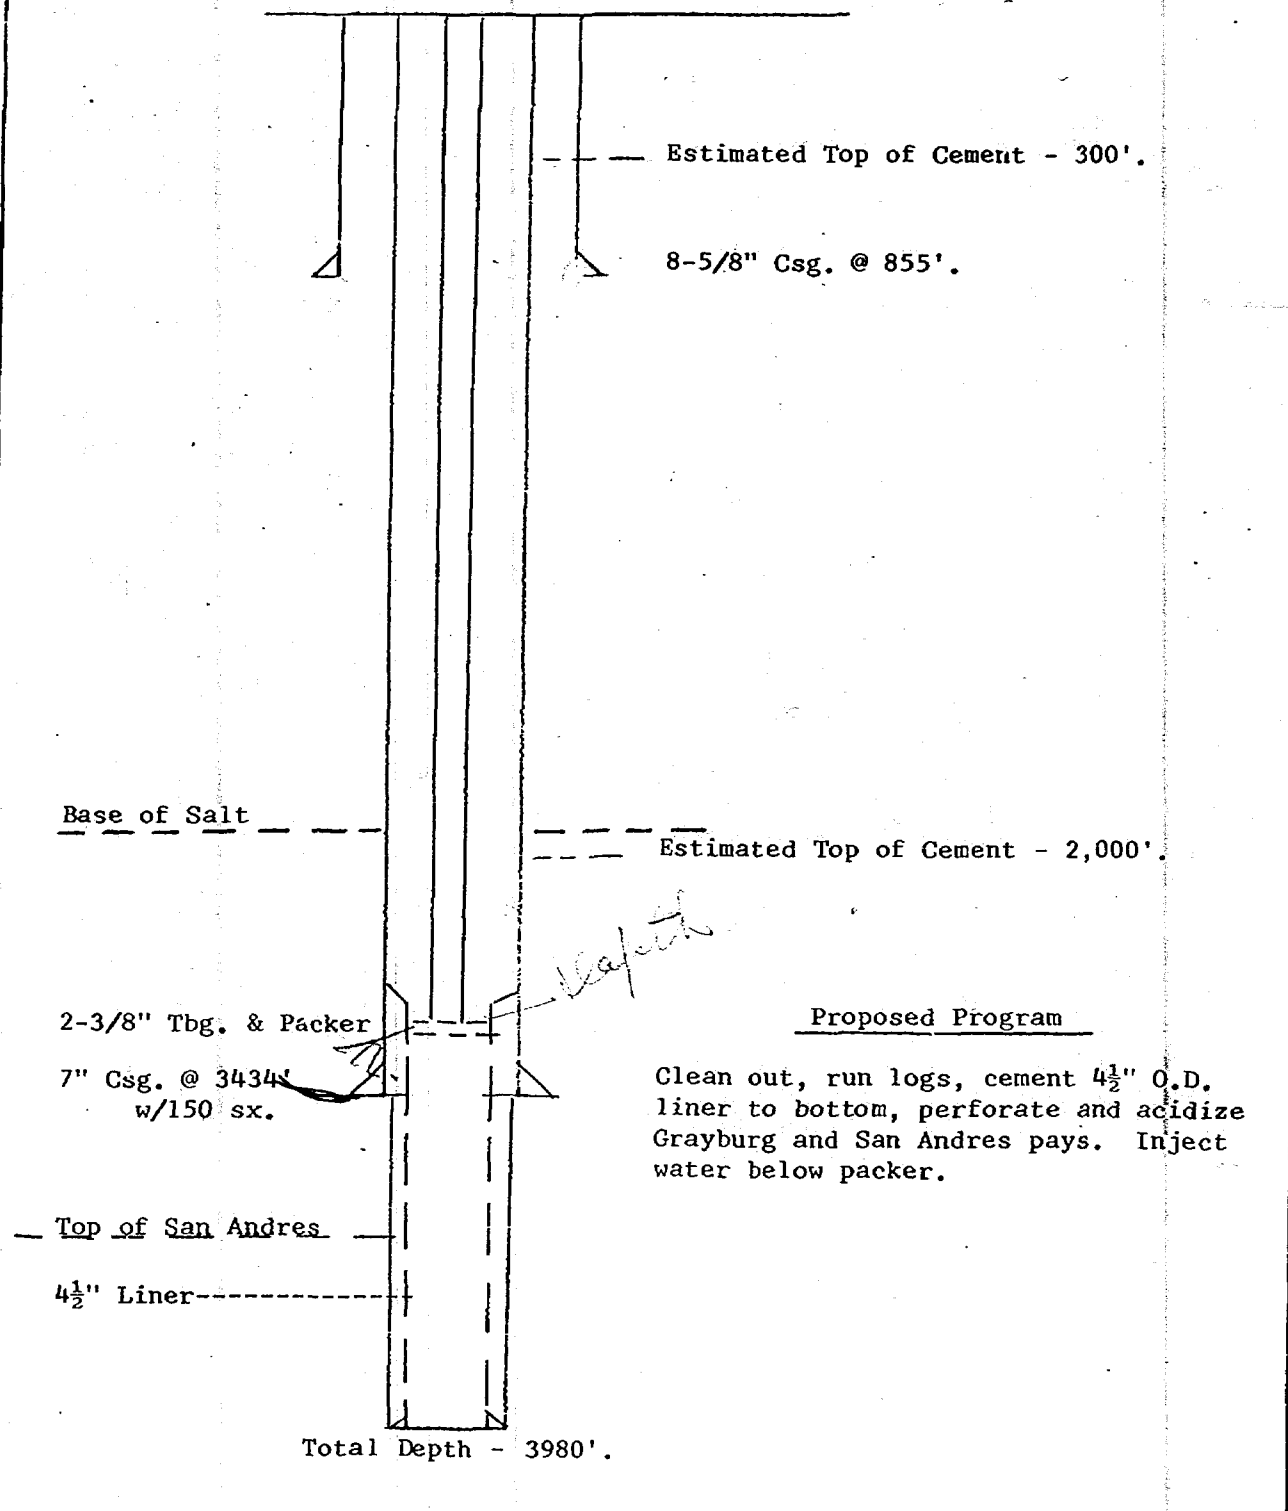 Estimated Top of Cement - 300'.
8-5/8" Csg. @ 855'.
Base of Salt
Estimated Top of Cement - 2,000'.
2-3/8" Tbg. & Packer
7" Csg. @ 3434'
w/150 sx.
Proposed Program
Clean out, run logs, cement 4½" O.D.
liner to bottom, perforate and acidize
Grayburg and San Andres pays. Inject
water below packer.
Top of San Andres
4½" Liner
Total Depth - 3980'.